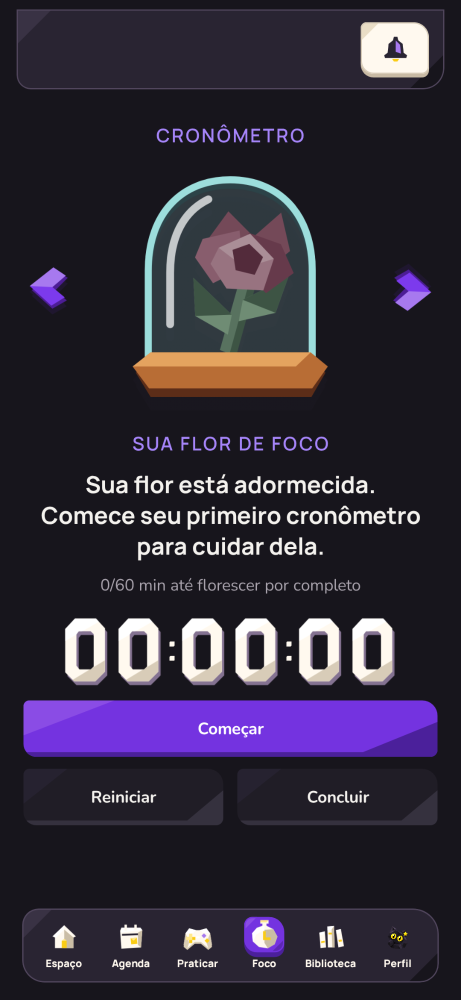 CRONÔMETRO
SUA FLOR DE FOCO
Sua flor está adormecida.
Comece seu primeiro cronômetro
para cuidar dela.
0/60 min até florescer por completo
00:00:00
Começar
Reiniciar
Concluir
Espaço
Agenda
Praticar
Foco
Biblioteca
Perfil